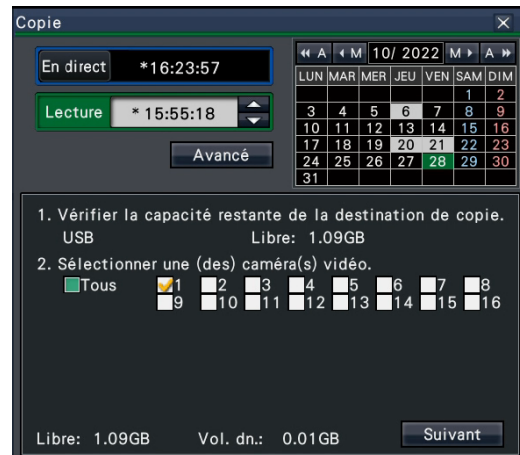 Copie
En direct *16:23:57
Lecture * 15:55:18
Avancé
A M 10/ 2022 M A
LUN MAR MER JEU VEN SAM DIM
1 2
3 4 5 6 7 8 9
10 11 12 13 14 15 16
17 18 19 20 21 22 23
24 25 26 27 28 29 30
31
1. Vérifier la capacité restante de la destination de copie.
USB Libre: 1.09GB
2. Sélectionner une (des) caméra(s) vidéo.
Tous 1 2 3 4 5 6 7 8
9 10 11 12 13 14 15 16
Libre: 1.09GB Vol. dn.: 0.01GB Suivant